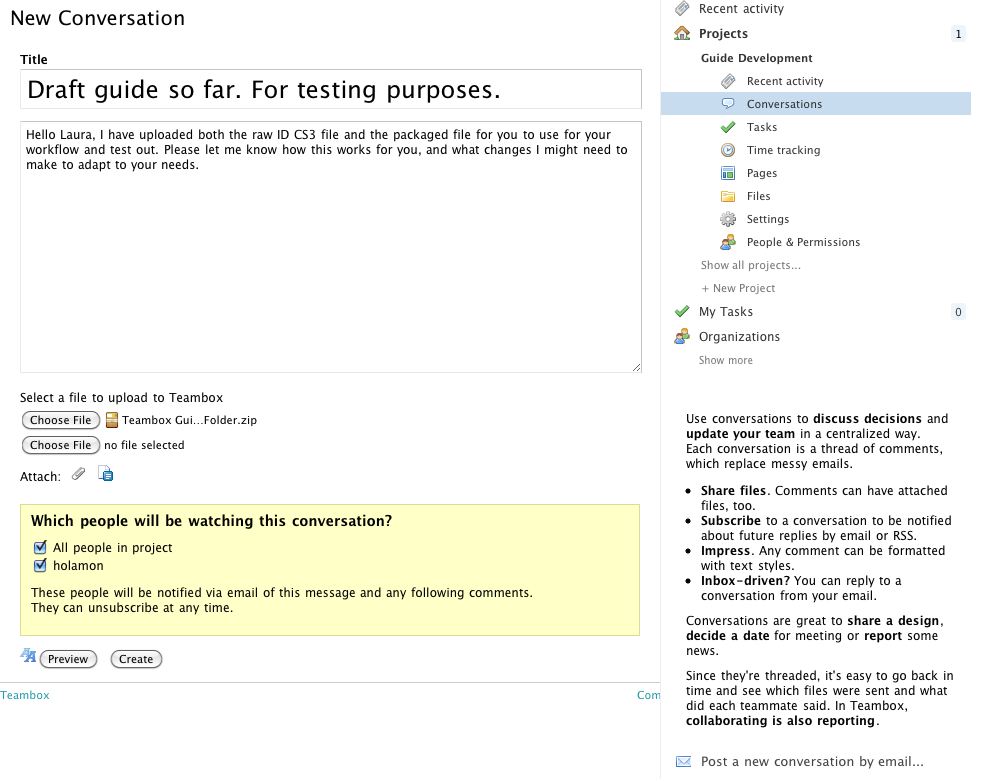 New Conversation
Title
Draft guide so far. For testing purposes.
Hello Laura, I have uploaded both the raw ID CS3 file and the packaged file for you to use for your
workflow and test out. Please let me know how this works for you, and what changes I might need to
make to adapt to your needs.
Select a file to upload to Teambox
Choose File Teambox Gui...Folder.zip
Choose File no file selected
Attach:
Which people will be watching this conversation?
All people in project
holamon
These people will be notified via email of this message and any following comments.
They can unsubscribe at any time.
Preview Create
Teambox Com
Recent activity
Projects 1
Guide Development
Recent activity
Conversations
Tasks
Time tracking
Pages
Files
Settings
People & Permissions
Show all projects...
+ New Project
My Tasks 0
Organizations
Show more
Use conversations to discuss decisions and
update your team in a centralized way.
Each conversation is a thread of comments,
which replace messy emails.
• Share files. Comments can have attached
files, too.
• Subscribe to a conversation to be notified
about future replies by email or RSS.
• Impress. Any comment can be formatted
with text styles.
• Inbox-driven? You can reply to a
conversation from your email.
Conversations are great to share a design,
decide a date for meeting or report some
news.
Since they're threaded, it's easy to go back in
time and see which files were sent and what
did each teammate said. In Teambox,
collaborating is also reporting.
Post a new conversation by email...